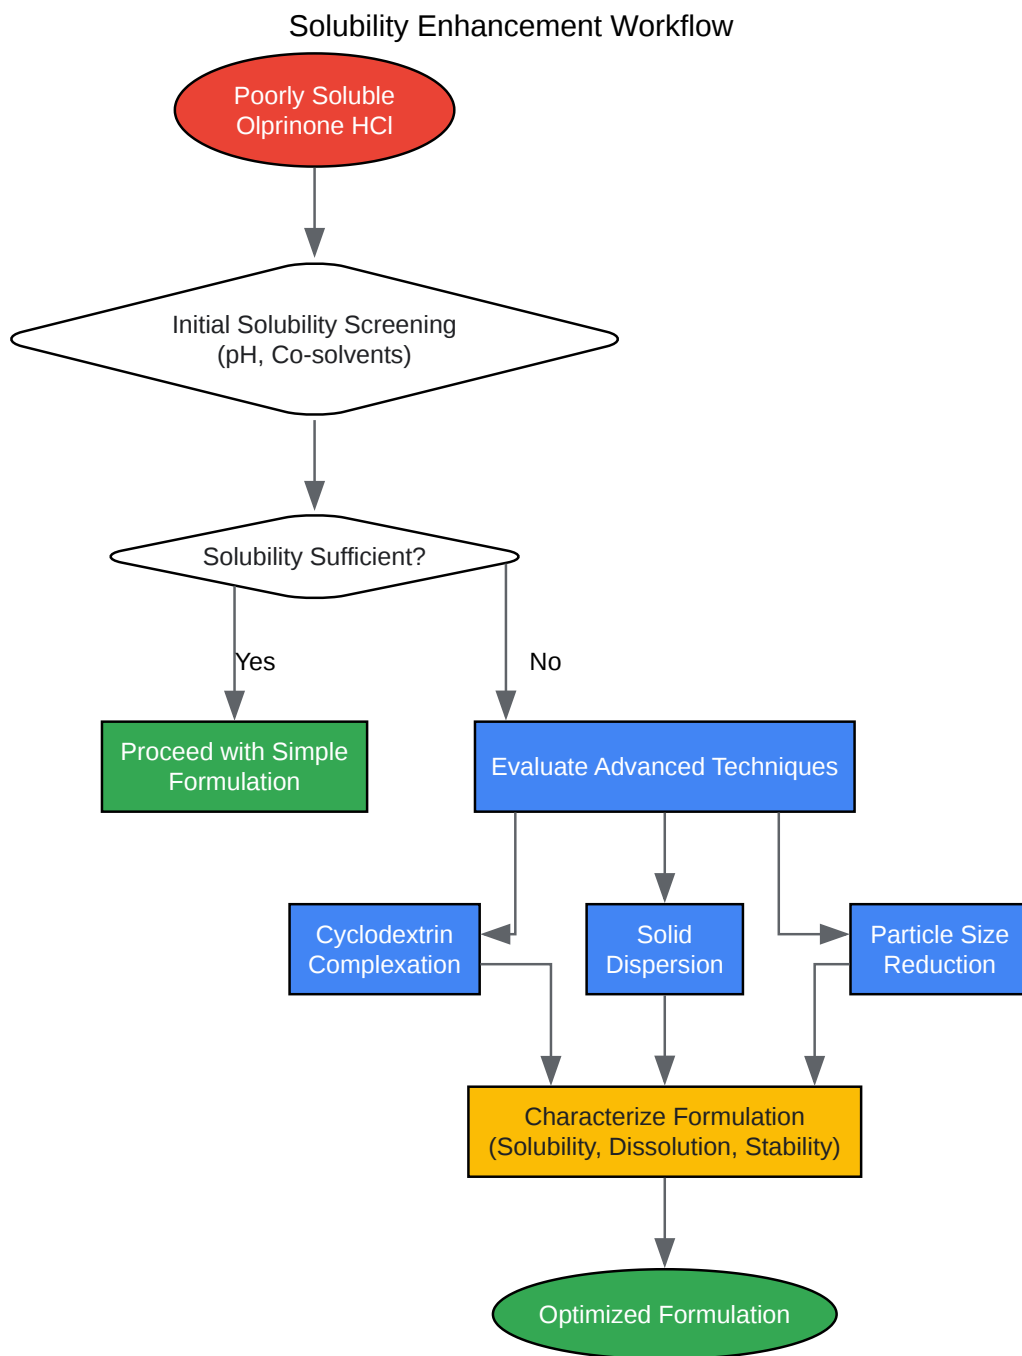 Solubility Enhancement Workflow
Poorly Soluble
Olprinone HCl
Initial Solubility Screening
(pH, Co-solvents)
Solubility Sufficient?
Yes
No
Proceed with Simple
Formulation
Evaluate Advanced Techniques
Cyclodextrin
Complexation
Solid
Dispersion
Particle Size
Reduction
Characterize Formulation
(Solubility, Dissolution, Stability)
Optimized Formulation